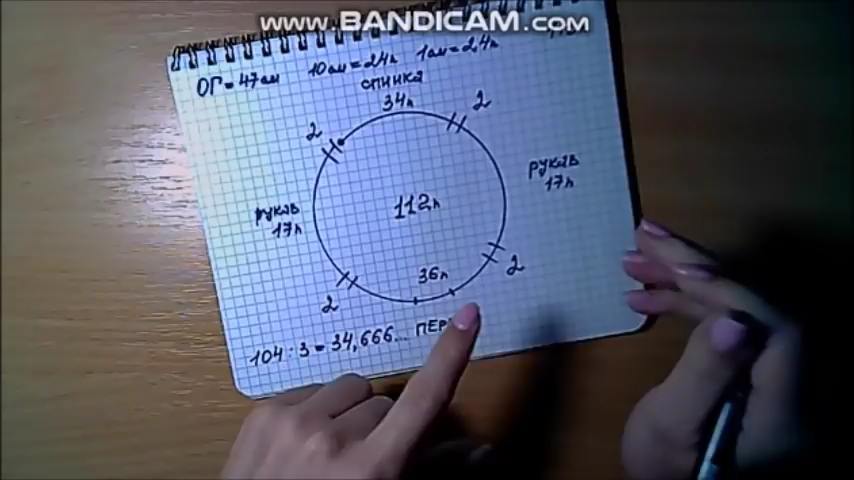 www.BANDICAM.com
ОГ = 47см 10см = 24п 1см = 2,4п
спинка
34п
2
2
рукав
17п
рукав
17п
112п
36п
2
2
104 : 3 = 34,666...